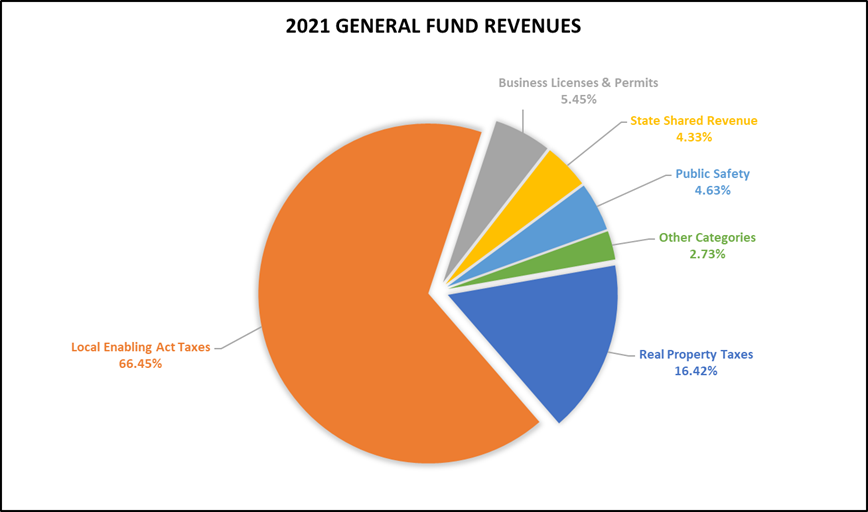 2021 GENERAL FUND REVENUES
Business Licenses & Permits
5.45%
State Shared Revenue
4.33%
Public Safety
4.63%
Other Categories
2.73%
Local Enabling Act Taxes
66.45%
Real Property Taxes
16.42%